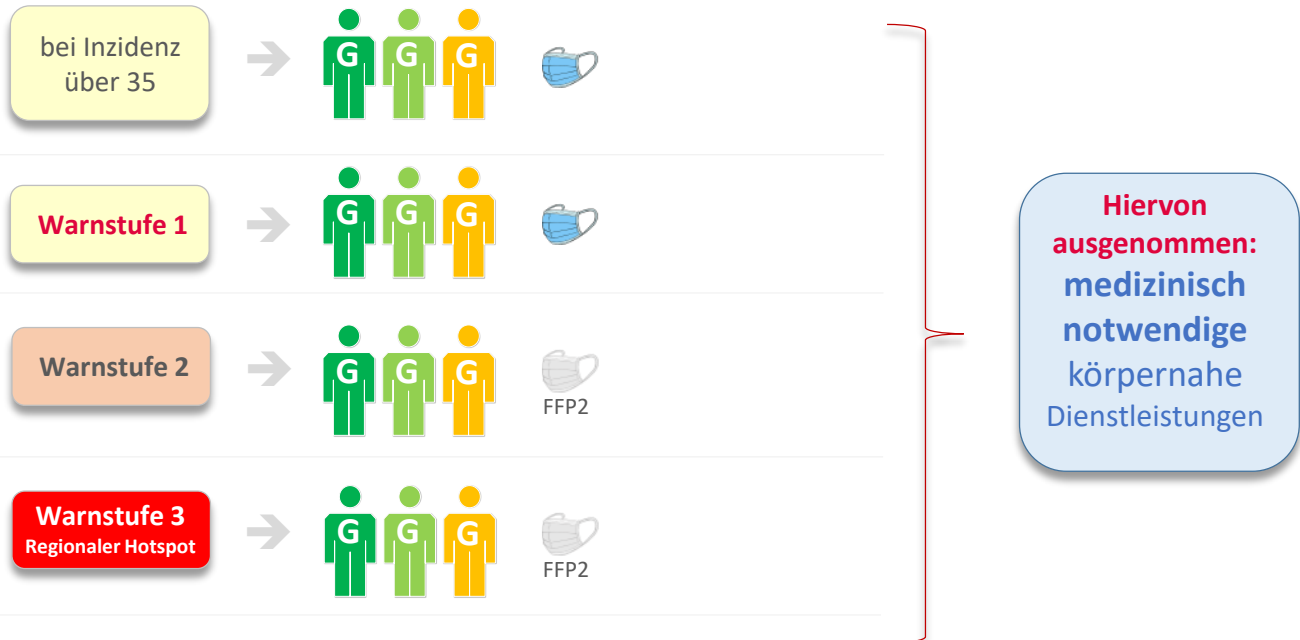 bei Inzidenz
über 35
G G G
Warnstufe 1
G G G
Warnstufe 2
G G G
FFP2
Warnstufe 3
Regionaler Hotspot
G G G
FFP2
Hiervon
ausgenommen:
medizinisch
notwendige
körpernahe
Dienstleistungen